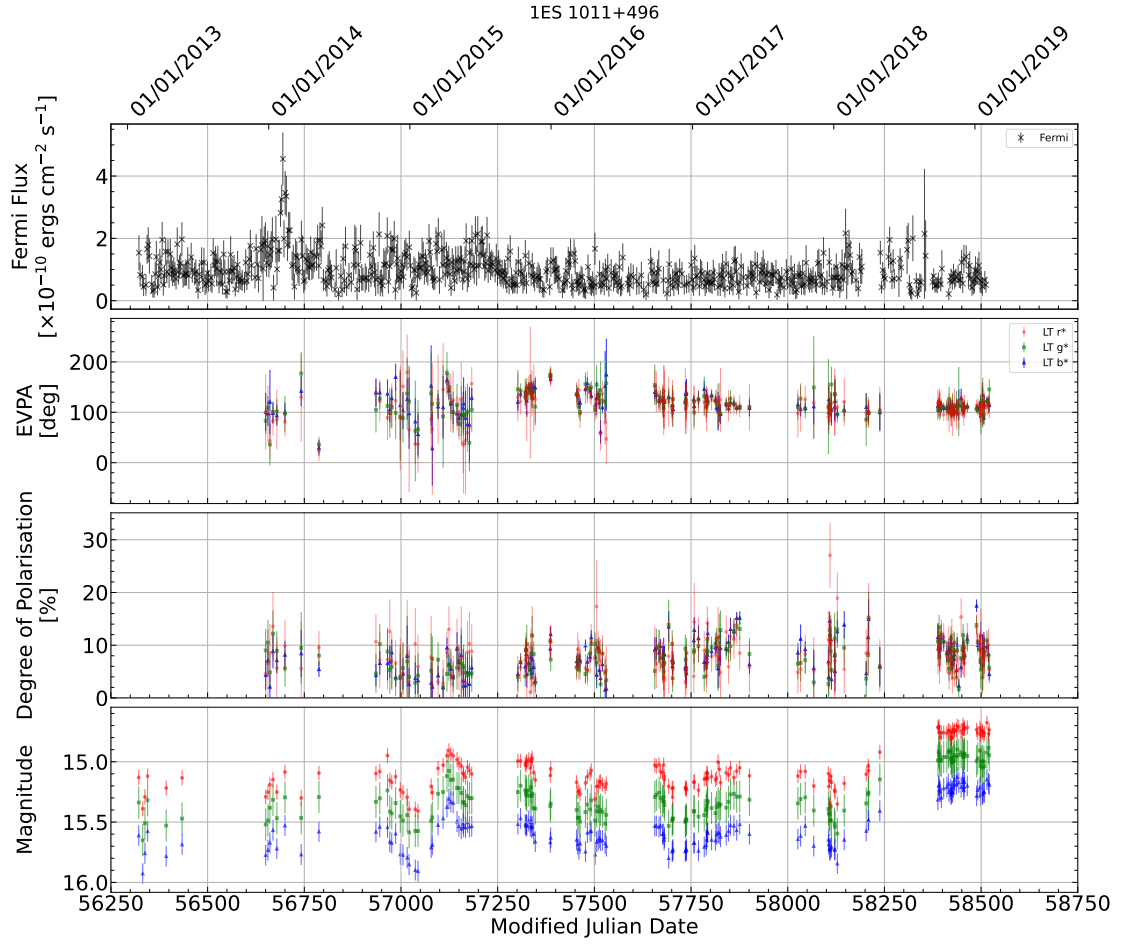 1ES 1011+496
01/01/2013
01/01/2014
01/01/2015
01/01/2016
01/01/2017
01/01/2018
01/01/2019
Fermi Flux
[×10⁻¹⁰ ergs cm⁻² s⁻¹]
4
2
0
Fermi
EVPA
[deg]
200
100
0
LT r*
LT g*
LT b*
Degree of Polarisation
[%]
30
20
10
0
Magnitude
15.0
15.5
16.0
56250 56500 56750 57000 57250 57500 57750 58000 58250 58500 58750
Modified Julian Date